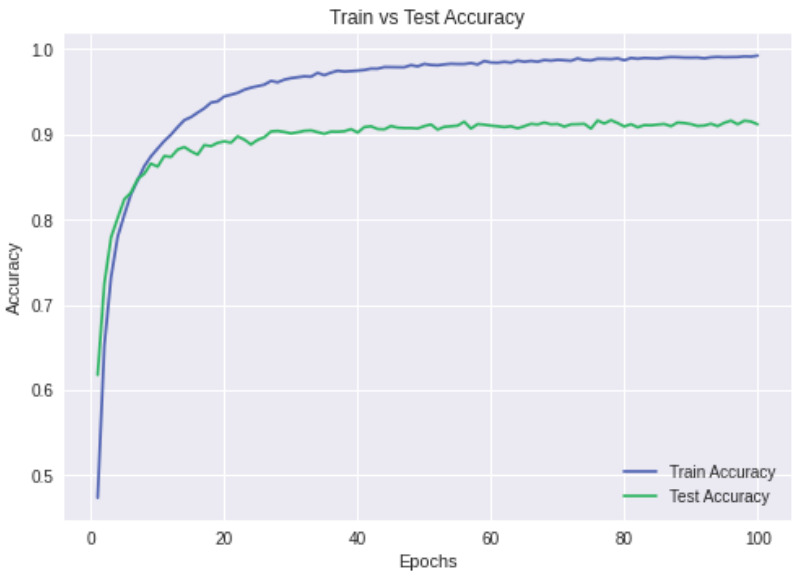 Train vs Test Accuracy
1.0
0.9
0.8
0.7
0.6
0.5
Accuracy
Train Accuracy
Test Accuracy
0 20 40 60 80 100
Epochs